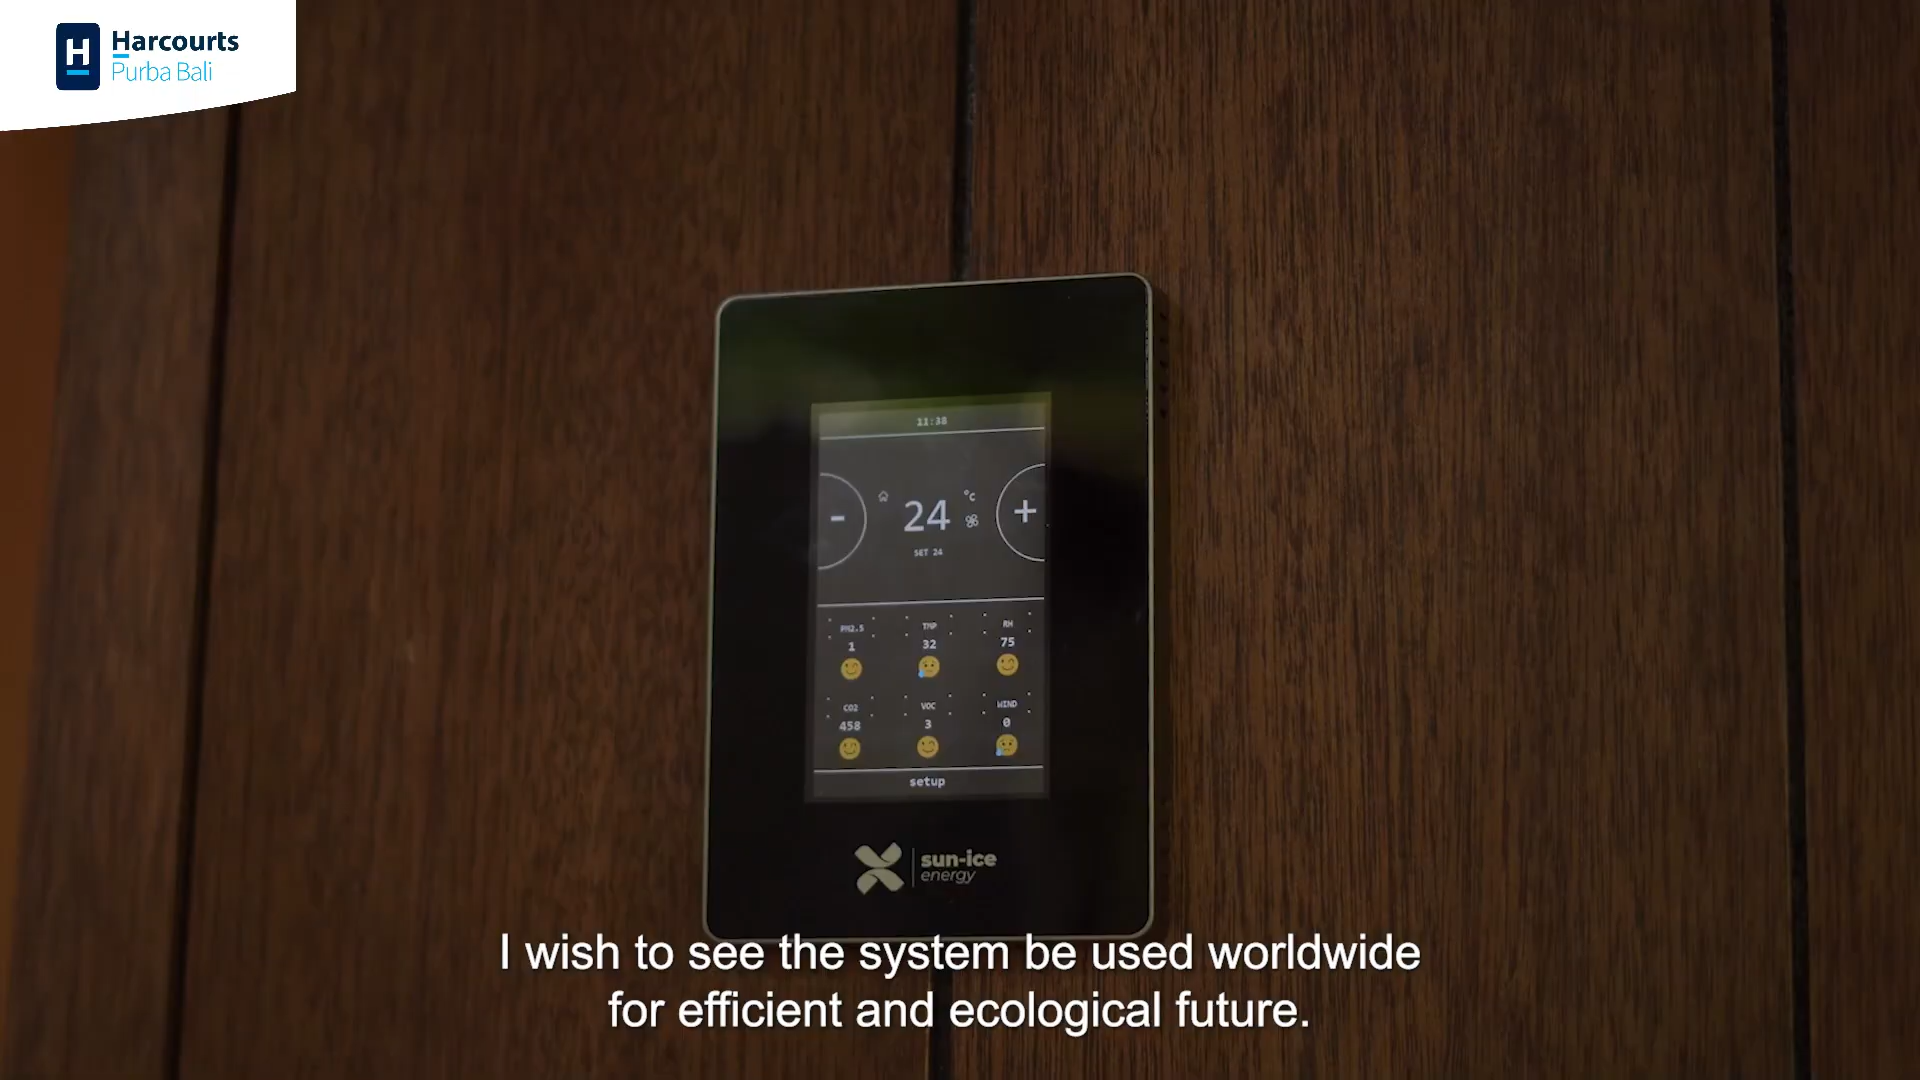 Harcourts
Purba Bali
11:38
°C
- 24 +
SET 24
PM2.5 TMP RH
1 32 75
CO2 VOC WIND
458 3 0
setup
sun-ice
energy
I wish to see the system be used worldwide
for efficient and ecological future.